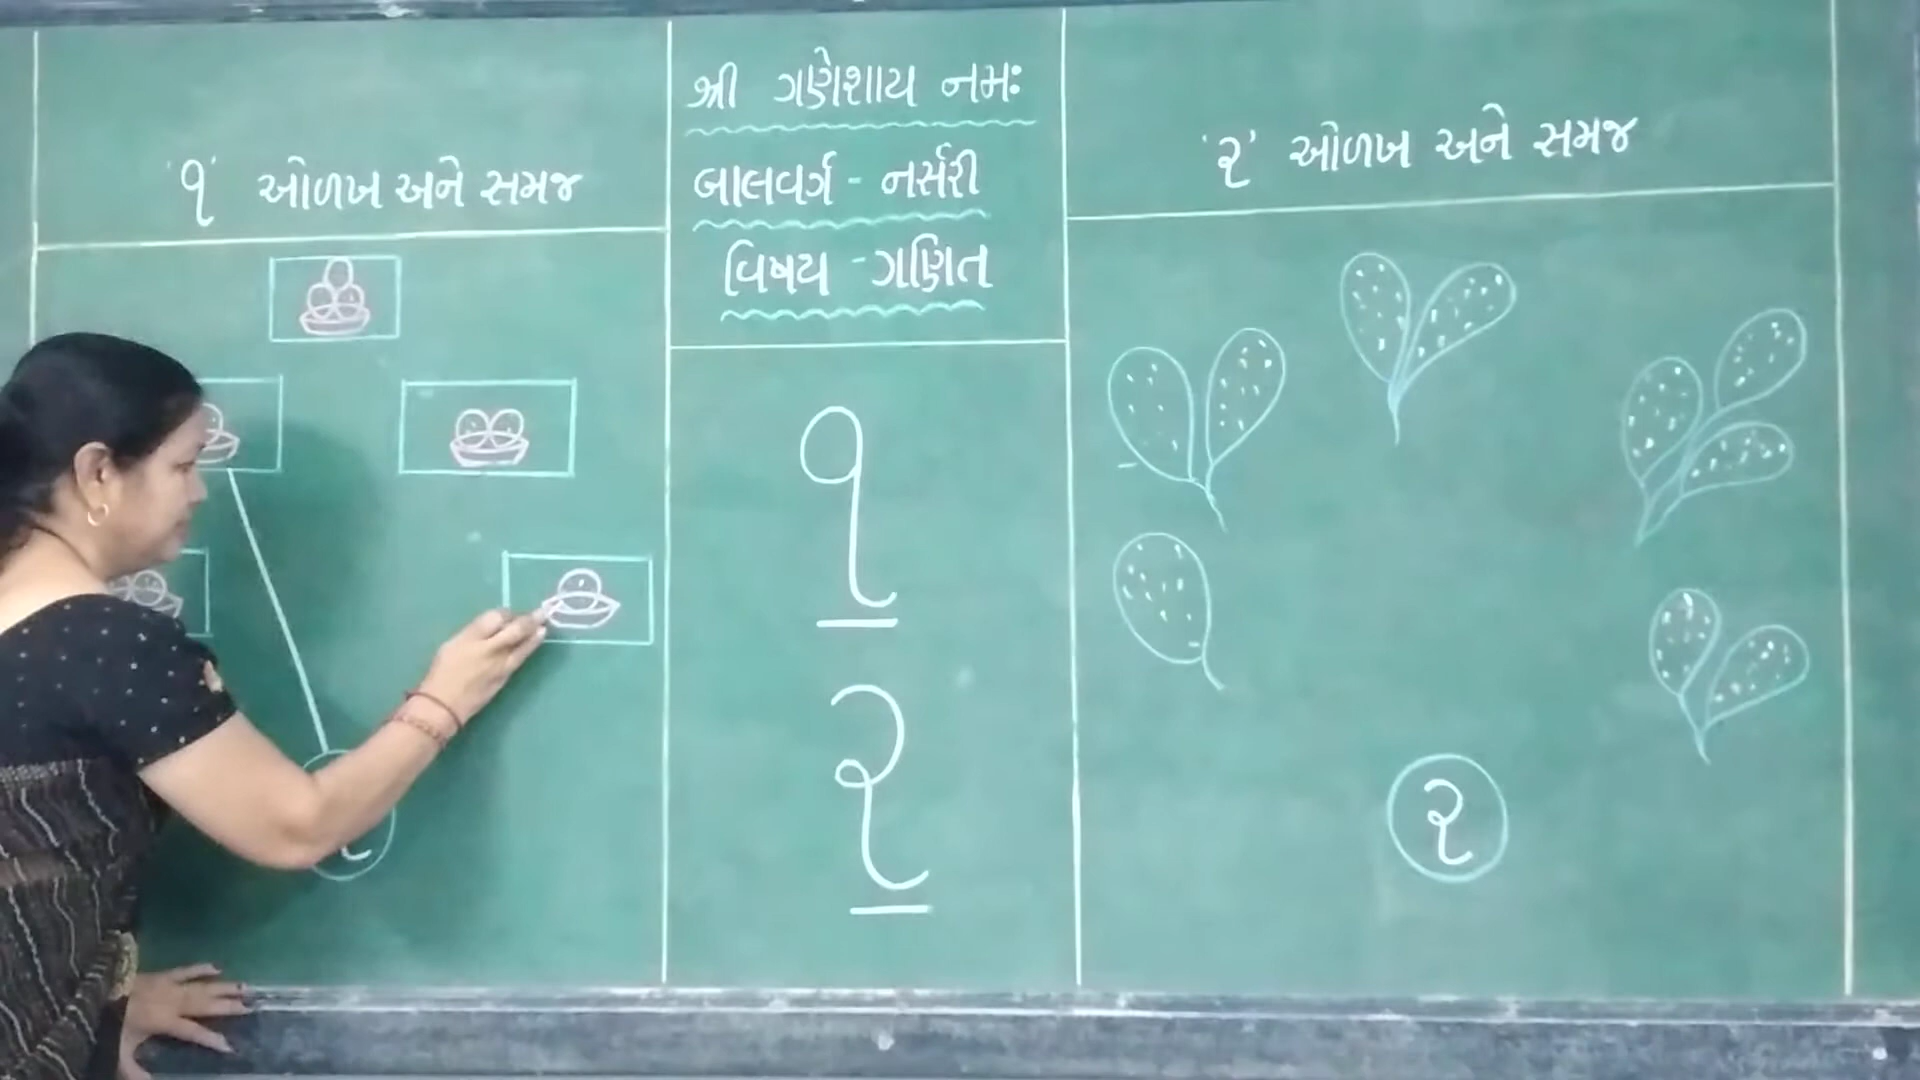 '૧' ઓળખ અને સમજ
શ્રી ગણેશાય નમઃ
બાલવર્ગ - નર્સરી
વિષય - ગણિત
૧
૨
'૨' ઓળખ અને સમજ
૨